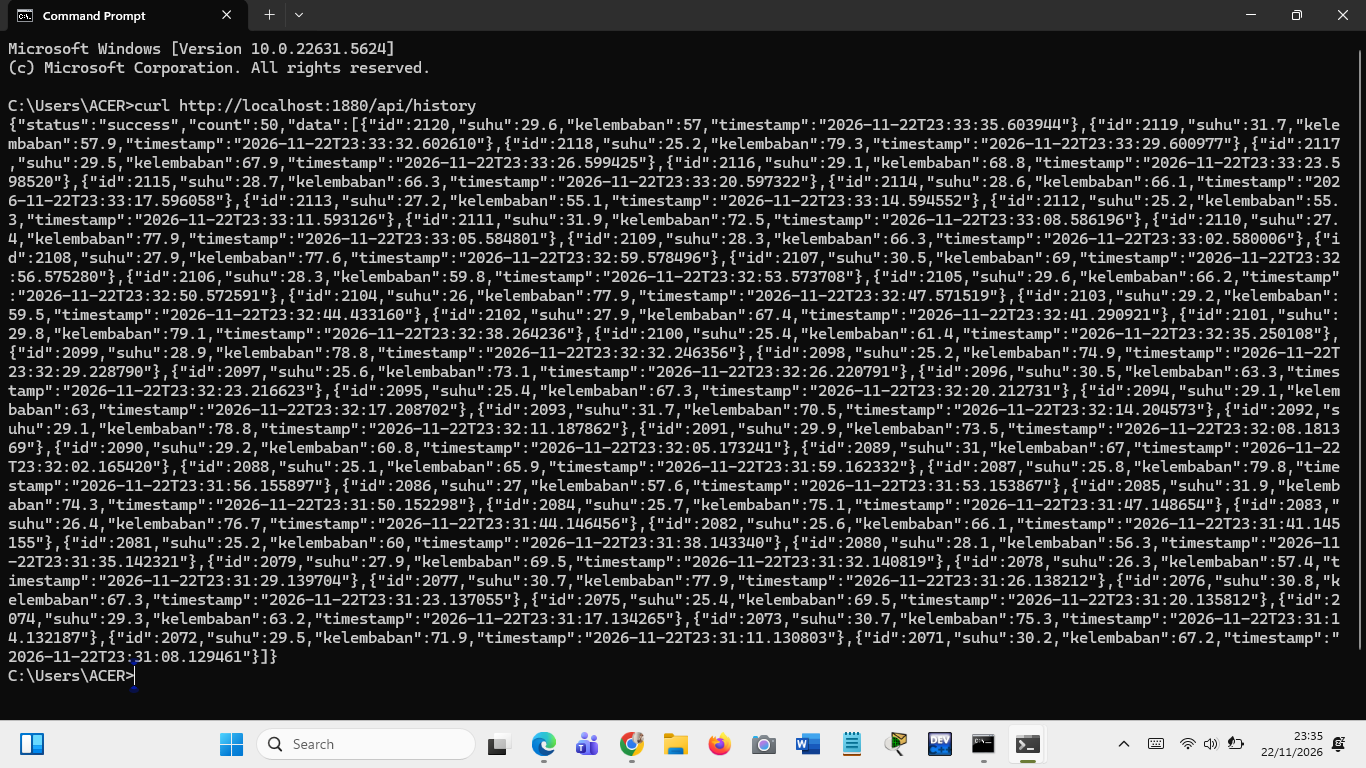 Command Prompt
Microsoft Windows [Version 10.0.22631.5624]
(c) Microsoft Corporation. All rights reserved.
C:\Users\ACER>curl http://localhost:1880/api/history
{"status":"success","count":50,"data":[{"id":2120,"suhu":29.6,"kelembaban":57,"timestamp":"2026-11-22T23:33:35.603944"},{"id":2119,"suhu":31.7,"kele
mbaban":57.9,"timestamp":"2026-11-22T23:33:32.602610"},{"id":2118,"suhu":25.2,"kelembaban":79.3,"timestamp":"2026-11-22T23:33:29.600977"},{"id":2117
,"suhu":29.5,"kelembaban":67.9,"timestamp":"2026-11-22T23:33:26.599425"},{"id":2116,"suhu":29.1,"kelembaban":68.8,"timestamp":"2026-11-22T23:33:23.5
98520"},{"id":2115,"suhu":28.7,"kelembaban":66.3,"timestamp":"2026-11-22T23:33:20.597322"},{"id":2114,"suhu":28.6,"kelembaban":66.1,"timestamp":"202
6-11-22T23:33:17.596058"},{"id":2113,"suhu":27.2,"kelembaban":55.1,"timestamp":"2026-11-22T23:33:14.594552"},{"id":2112,"suhu":25.2,"kelembaban":55.
3,"timestamp":"2026-11-22T23:33:11.593126"},{"id":2111,"suhu":31.9,"kelembaban":72.5,"timestamp":"2026-11-22T23:33:08.586196"},{"id":2110,"suhu":27.
4,"kelembaban":77.9,"timestamp":"2026-11-22T23:33:05.584801"},{"id":2109,"suhu":28.3,"kelembaban":66.3,"timestamp":"2026-11-22T23:33:02.580006"},{"i
d":2108,"suhu":27.9,"kelembaban":77.6,"timestamp":"2026-11-22T23:32:59.578496"},{"id":2107,"suhu":30.5,"kelembaban":69,"timestamp":"2026-11-22T23:32
:56.575280"},{"id":2106,"suhu":28.3,"kelembaban":59.8,"timestamp":"2026-11-22T23:32:53.573708"},{"id":2105,"suhu":29.6,"kelembaban":66.2,"timestamp"
:"2026-11-22T23:32:50.572591"},{"id":2104,"suhu":26,"kelembaban":77.9,"timestamp":"2026-11-22T23:32:47.571519"},{"id":2103,"suhu":29.2,"kelembaban":
59.5,"timestamp":"2026-11-22T23:32:44.433160"},{"id":2102,"suhu":27.9,"kelembaban":67.4,"timestamp":"2026-11-22T23:32:41.290921"},{"id":2101,"suhu":
29.8,"kelembaban":79.1,"timestamp":"2026-11-22T23:32:38.264236"},{"id":2100,"suhu":25.4,"kelembaban":61.4,"timestamp":"2026-11-22T23:32:35.250108"},
{"id":2099,"suhu":28.9,"kelembaban":78.8,"timestamp":"2026-11-22T23:32:32.246356"},{"id":2098,"suhu":25.2,"kelembaban":74.9,"timestamp":"2026-11-22T
23:32:29.228790"},{"id":2097,"suhu":25.6,"kelembaban":73.1,"timestamp":"2026-11-22T23:32:26.220791"},{"id":2096,"suhu":30.5,"kelembaban":63.3,"times
tamp":"2026-11-22T23:32:23.216623"},{"id":2095,"suhu":25.4,"kelembaban":67.3,"timestamp":"2026-11-22T23:32:20.212731"},{"id":2094,"suhu":29.1,"kelem
baban":63,"timestamp":"2026-11-22T23:32:17.208702"},{"id":2093,"suhu":31.7,"kelembaban":70.5,"timestamp":"2026-11-22T23:32:14.204573"},{"id":2092,"s
uhu":29.1,"kelembaban":78.8,"timestamp":"2026-11-22T23:32:11.187862"},{"id":2091,"suhu":29.9,"kelembaban":73.5,"timestamp":"2026-11-22T23:32:08.1813
69"},{"id":2090,"suhu":29.2,"kelembaban":60.8,"timestamp":"2026-11-22T23:32:05.173241"},{"id":2089,"suhu":31,"kelembaban":67,"timestamp":"2026-11-22
T23:32:02.165420"},{"id":2088,"suhu":25.1,"kelembaban":65.9,"timestamp":"2026-11-22T23:31:59.162332"},{"id":2087,"suhu":25.8,"kelembaban":79.8,"time
stamp":"2026-11-22T23:31:56.155897"},{"id":2086,"suhu":27,"kelembaban":57.6,"timestamp":"2026-11-22T23:31:53.153867"},{"id":2085,"suhu":31.9,"kelemb
aban":74.3,"timestamp":"2026-11-22T23:31:50.152298"},{"id":2084,"suhu":25.7,"kelembaban":75.1,"timestamp":"2026-11-22T23:31:47.148654"},{"id":2083,"
suhu":26.4,"kelembaban":76.7,"timestamp":"2026-11-22T23:31:44.146456"},{"id":2082,"suhu":25.6,"kelembaban":66.1,"timestamp":"2026-11-22T23:31:41.145
155"},{"id":2081,"suhu":25.2,"kelembaban":60,"timestamp":"2026-11-22T23:31:38.143340"},{"id":2080,"suhu":28.1,"kelembaban":56.3,"timestamp":"2026-11
-22T23:31:35.142321"},{"id":2079,"suhu":27.9,"kelembaban":69.5,"timestamp":"2026-11-22T23:31:32.140819"},{"id":2078,"suhu":26.3,"kelembaban":57.4,"t
imestamp":"2026-11-22T23:31:29.139704"},{"id":2077,"suhu":30.7,"kelembaban":77.9,"timestamp":"2026-11-22T23:31:26.138212"},{"id":2076,"suhu":30.8,"k
elembaban":67.3,"timestamp":"2026-11-22T23:31:23.137055"},{"id":2075,"suhu":25.4,"kelembaban":69.5,"timestamp":"2026-11-22T23:31:20.135812"},{"id":2
074,"suhu":29.3,"kelembaban":63.2,"timestamp":"2026-11-22T23:31:17.134265"},{"id":2073,"suhu":30.7,"kelembaban":75.3,"timestamp":"2026-11-22T23:31:1
4.132187"},{"id":2072,"suhu":29.5,"kelembaban":71.9,"timestamp":"2026-11-22T23:31:11.130803"},{"id":2071,"suhu":30.2,"kelembaban":67.2,"timestamp":"
2026-11-22T23:31:08.129461"}]}
C:\Users\ACER>
Search
DEV
23:35
22/11/2026